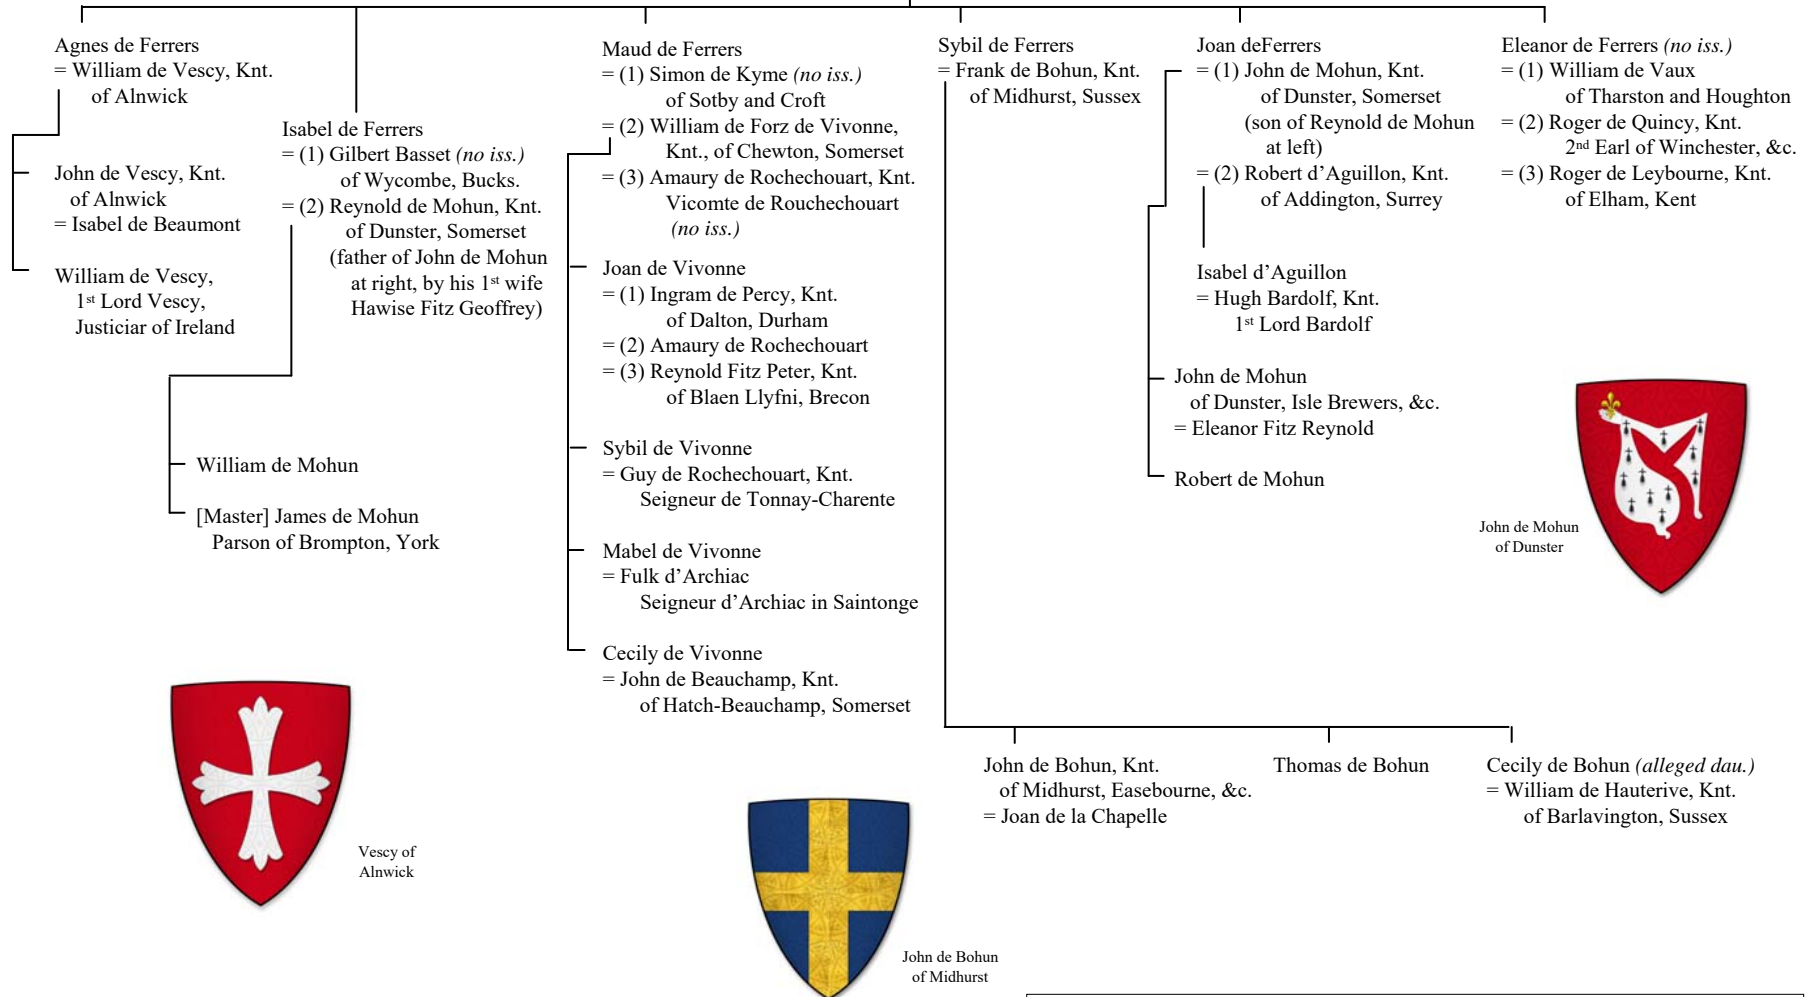 Agnes de Ferrers
= William de Vescy, Knt.
of Alnwick
John de Vescy, Knt.
of Alnwick
= Isabel de Beaumont
William de Vescy,
1st Lord Vescy,
Justiciar of Ireland
Isabel de Ferrers
= (1) Gilbert Basset (no iss.)
of Wycombe, Bucks.
= (2) Reynold de Mohun, Knt.
of Dunster, Somerset
(father of John de Mohun
at right, by his 1st wife
Hawise Fitz Geoffrey)
William de Mohun
[Master] James de Mohun
Parson of Brompton, York
Maud de Ferrers
= (1) Simon de Kyme (no iss.)
of Sotby and Croft
= (2) William de Forz de Vivonne,
Knt., of Chewton, Somerset
= (3) Amaury de Rochechouart, Knt.
Vicomte de Rouchechouart
(no iss.)
Joan de Vivonne
= (1) Ingram de Percy, Knt.
of Dalton, Durham
= (2) Amaury de Rochechouart
= (3) Reynold Fitz Peter, Knt.
of Blaen Llyfni, Brecon
Sybil de Vivonne
= Guy de Rochechouart, Knt.
Seigneur de Tonnay-Charente
Mabel de Vivonne
= Fulk d’Archiac
Seigneur d’Archiac in Saintonge
Cecily de Vivonne
= John de Beauchamp, Knt.
of Hatch-Beauchamp, Somerset
Sybil de Ferrers
= Frank de Bohun, Knt.
of Midhurst, Sussex
Joan deFerrers
= (1) John de Mohun, Knt.
of Dunster, Somerset
(son of Reynold de Mohun
at left)
= (2) Robert d’Aguillon, Knt.
of Addington, Surrey
Isabel d’Aguillon
= Hugh Bardolf, Knt.
1st Lord Bardolf
John de Mohun
of Dunster, Isle Brewers, &c.
= Eleanor Fitz Reynold
Robert de Mohun
Eleanor de Ferrers (no iss.)
= (1) William de Vaux
of Tharston and Houghton
= (2) Roger de Quincy, Knt.
2nd Earl of Winchester, &c.
= (3) Roger de Leybourne, Knt.
of Elham, Kent
John de Mohun
of Dunster
John de Bohun, Knt.
of Midhurst, Easebourne, &c.
= Joan de la Chapelle
Thomas de Bohun
Cecily de Bohun (alleged dau.)
= William de Hauterive, Knt.
of Barlavington, Sussex
Vescy of
Alnwick
John de Bohun
of Midhurst